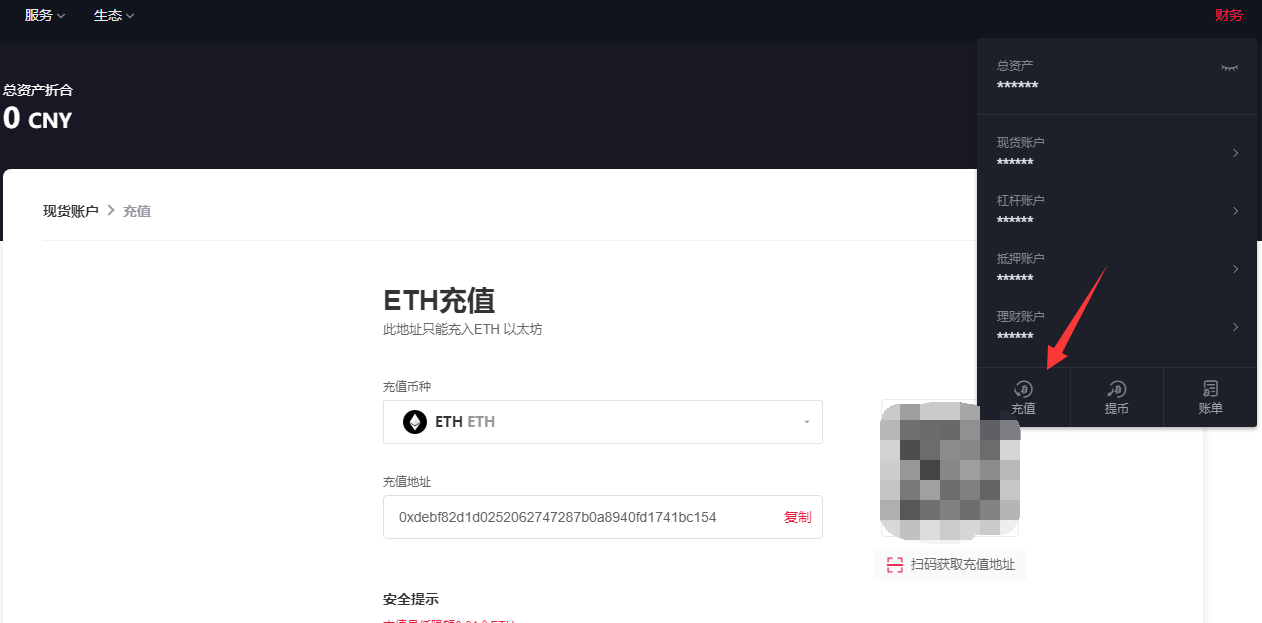 服务 生态 财务
总资产折合
0 CNY
总资产
******
现货账户
******
杠杆账户
******
抵押账户
******
理财账户
******
充值 提币 账单
现货账户 充值
ETH充值
此地址只能充入ETH 以太坊
充值币种
ETH ETH
充值地址
0xdebf82d1d0252062747287b0a8940fd1741bc154 复制
扫码获取充值地址
安全提示